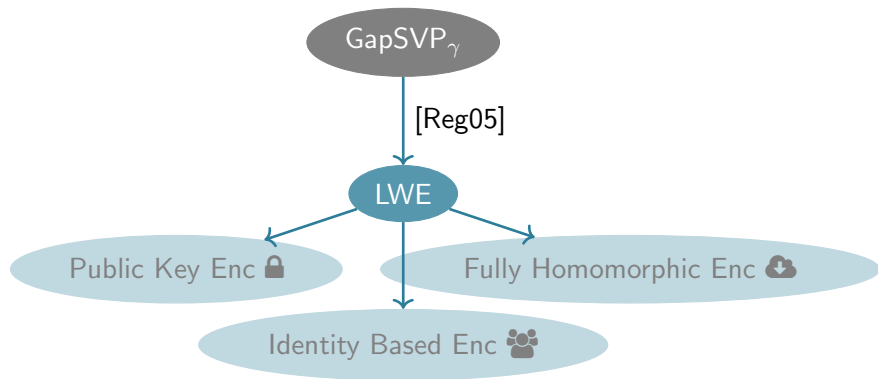 GapSVPγ
[Reg05]
LWE
Public Key Enc
Fully Homomorphic Enc
Identity Based Enc